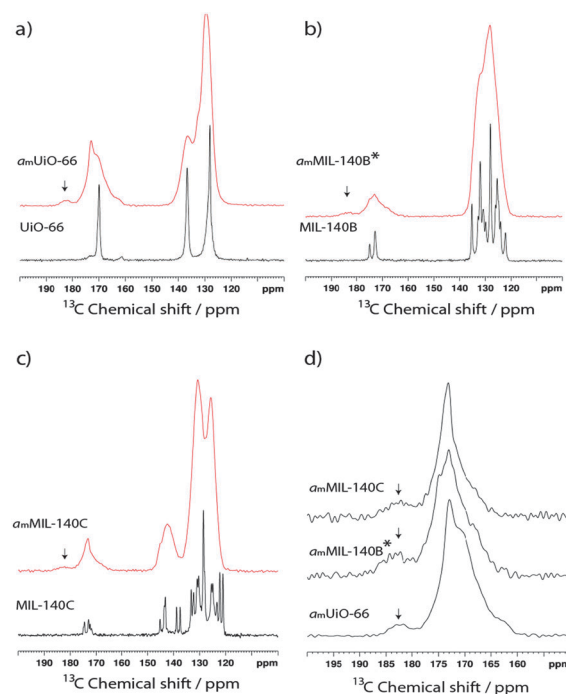 a)
amUiO-66
UiO-66
190 180 170 160 150 140 130 120 ppm
¹³C Chemical shift / ppm
b)
amMIL-140B*
MIL-140B
190 180 170 160 150 140 130 120 110 ppm
¹³C Chemical shift / ppm
c)
amMIL-140C
MIL-140C
190 180 170 160 150 140 130 120 ppm
¹³C Chemical shift / ppm
d)
amMIL-140C
amMIL-140B*
amUiO-66
195 190 185 180 175 170 165 160 155 ppm
¹³C Chemical shift / ppm